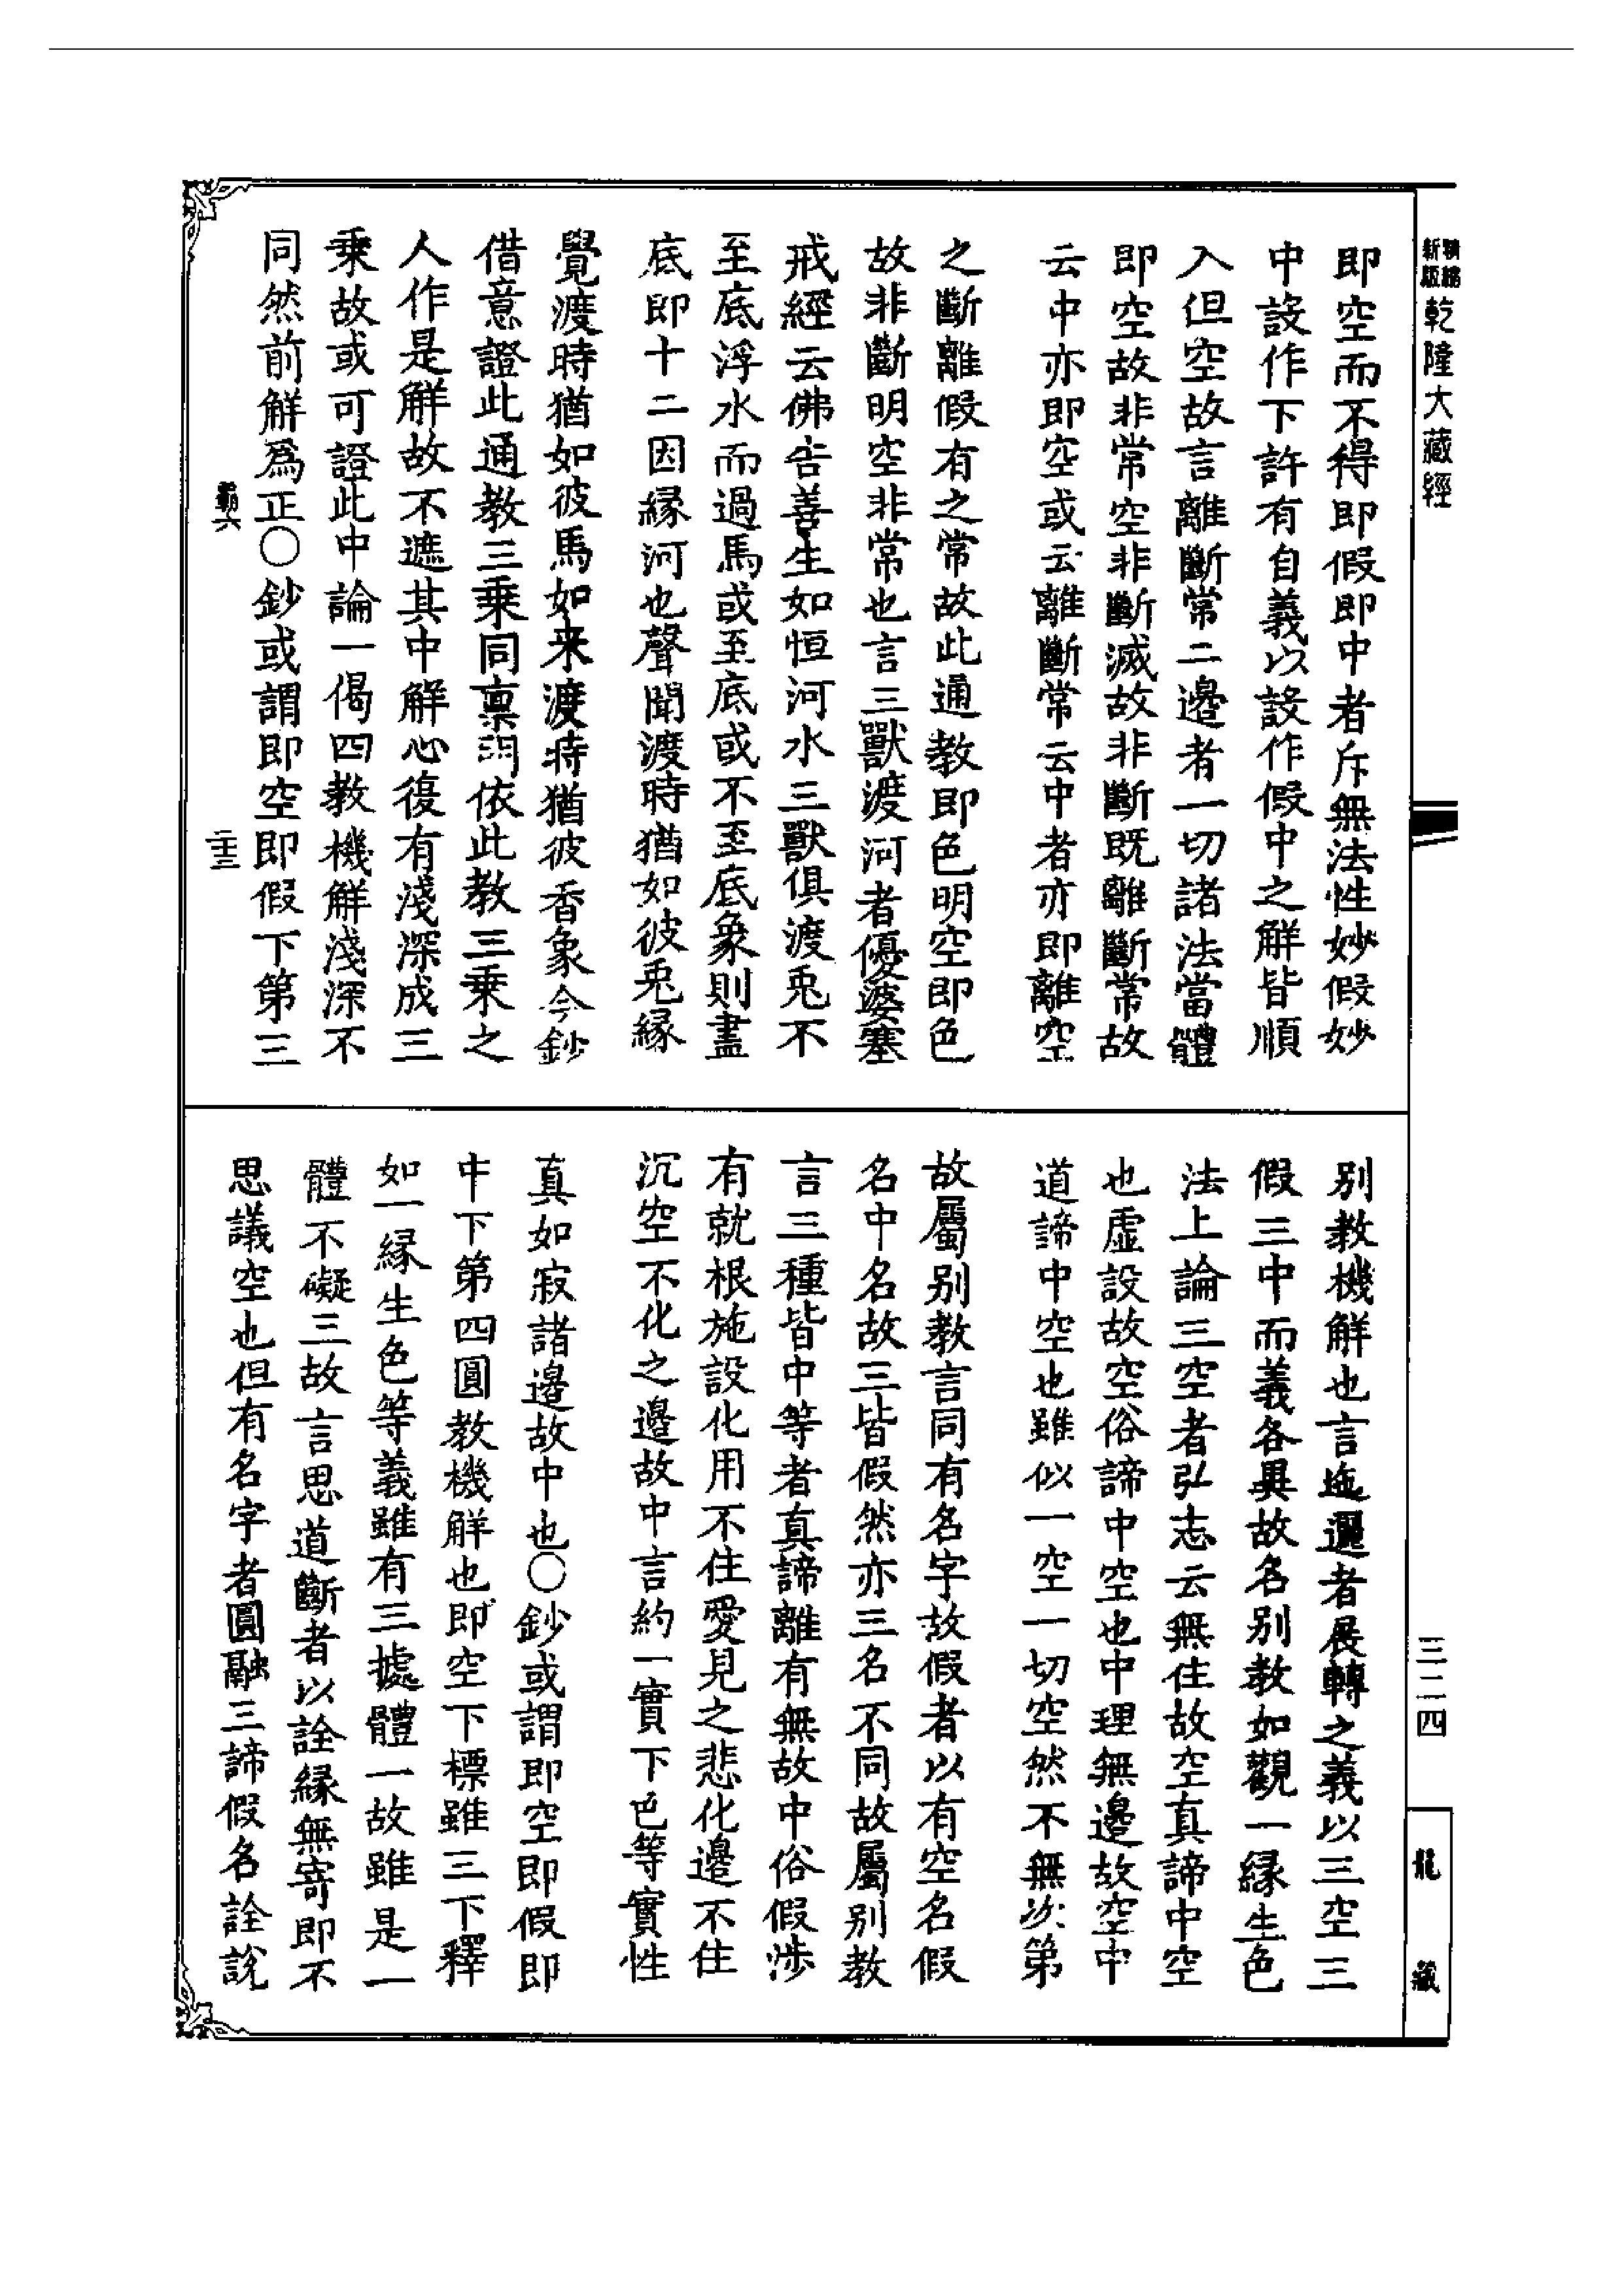 新版精縮乾隆大藏經
即空而不得即假即中者斥無法性妙假妙
中設作下許有自義以設作假中之解皆順
入但空故言離斷常二邊者一切諸法當體
即空故非常空非斷滅故非斷既離斷常故
云中亦即空或云離斷常云中者亦即離空
之斷離假有之常故此通教即色明空即色
故非斷明空非常也言三獸渡河者優婆塞
戒經云佛告善生如恒河水三獸俱渡兎不
至底浮水而過馬或至底或不至底象則盡
底即十二因緣河也聲聞渡時猶如彼兎緣
覺渡時猶如彼馬如来渡時猶彼香象今鈔
借意證此通教三乗同稟詞依此教三乗之
人作是解故不遮其中解心復有淺深成三
乗故或可證此中論一偈四教機解淺深不
同然前解爲正〇鈔或謂即空即假下第三
霸六
二十三
別教機解也言迤邐者展轉之義以三空三
假三中而義各異故名別教如觀一緣生色
法上論三空者弘志云無住故空真諦中空
也虛設故空俗諦中空也中理無邊故空中
道諦中空也雖似一空一切空然不無次第
故屬別教言同有名字故假者以有空名假
名中名故三皆假然亦三名不同故屬別教
言三種皆中等者真諦離有無故中俗假渉
有就根施設化用不住愛見之悲化邊不住
沉空不化之邊故中言約一實下色等實性
真如寂諸邊故中也〇鈔或謂即空即假即
中下第四圓教機解也即空下標雖三下釋
如一緣生色等義雖有三據體一故雖是一
體不礙三故言思道斷者以詮緣無寄即不
思議空也但有名字者圓融三諦假名詮說
三二四
龍藏